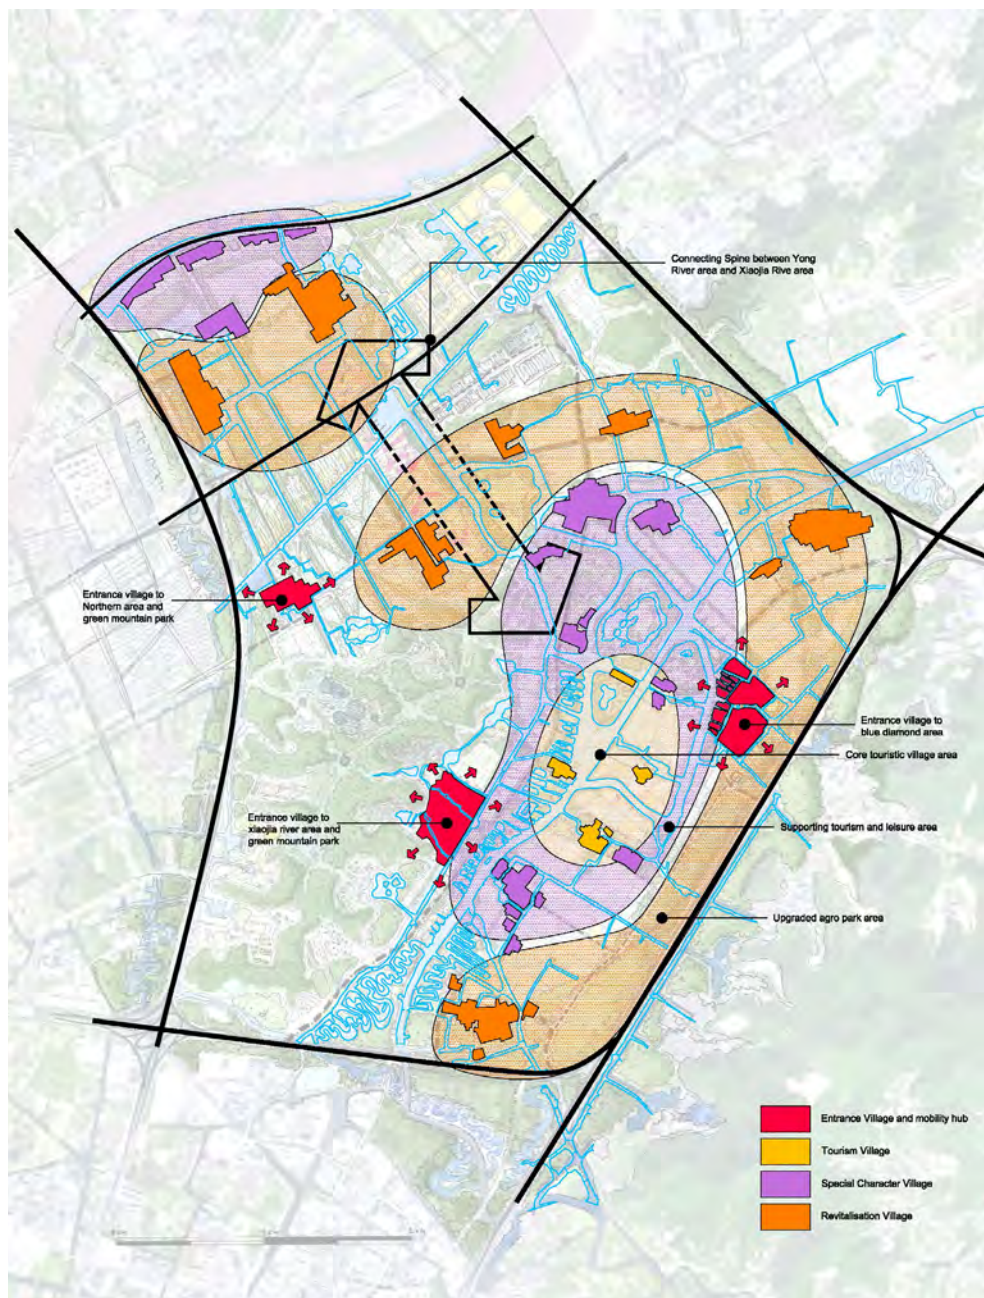 Connecting Spine between Yong
River area and Xiaojia Rive area
Entrance village to
Northern area and
green mountain park
Entrance village to
blue diamond area
Core touristic village area
Entrance village to
xiaojia river area and
green mountain park
Supporting tourism and leisure area
Upgraded agro park area
Entrance Village and mobility hub
Tourism Village
Special Character Village
Revitalisation Village